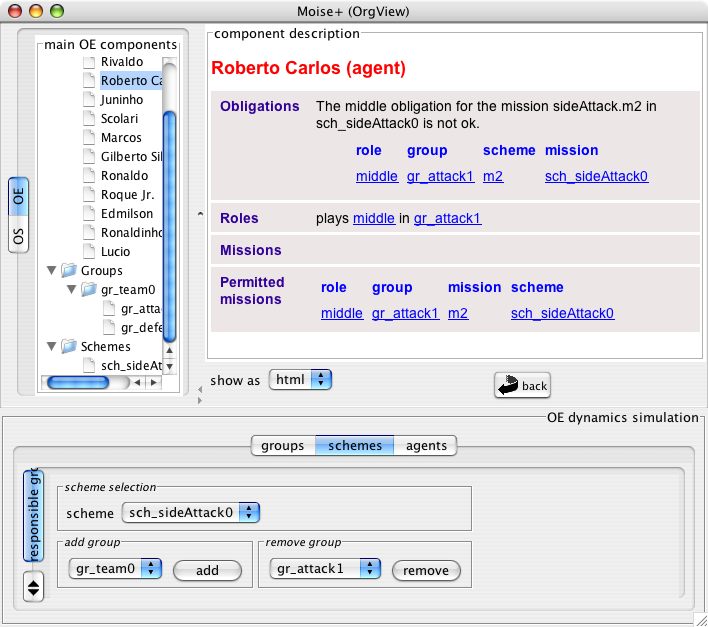 Moise+ (OrgView)
main OE components
Rivaldo
Roberto Ca
Juninho
Scolari
Marcos
Gilberto Sil
Ronaldo
Roque Jr.
Edmilson
Ronaldinho
Lucio
Groups
gr_team0
gr_atta
gr_defe
Schemes
sch_sideAt
OE
OS
component description
Roberto Carlos (agent)
Obligations The middle obligation for the mission sideAttack.m2 in
sch_sideAttack0 is not ok.
role group scheme mission
middle gr_attack1 m2 sch_sideAttack0
Roles plays middle in gr_attack1
Missions
Permitted missions
role group mission scheme
middle gr_attack1 m2 sch_sideAttack0
show as html back
OE dynamics simulation
groups schemes agents
responsible gro
scheme selection
scheme sch_sideAttack0
add group remove group
gr_team0 add gr_attack1 remove